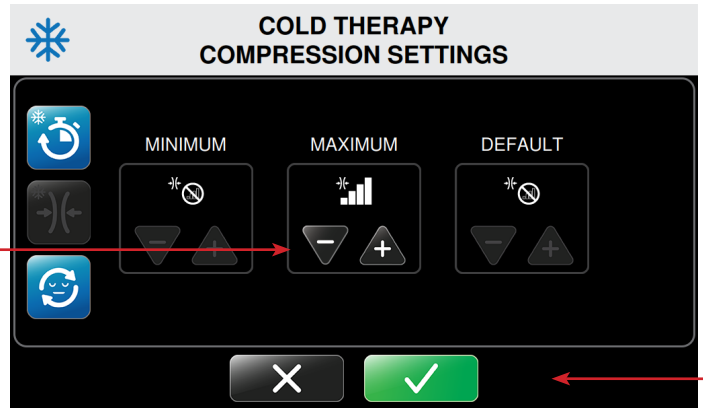 COLD THERAPY
COMPRESSION SETTINGS
MINIMUM
MAXIMUM
DEFAULT